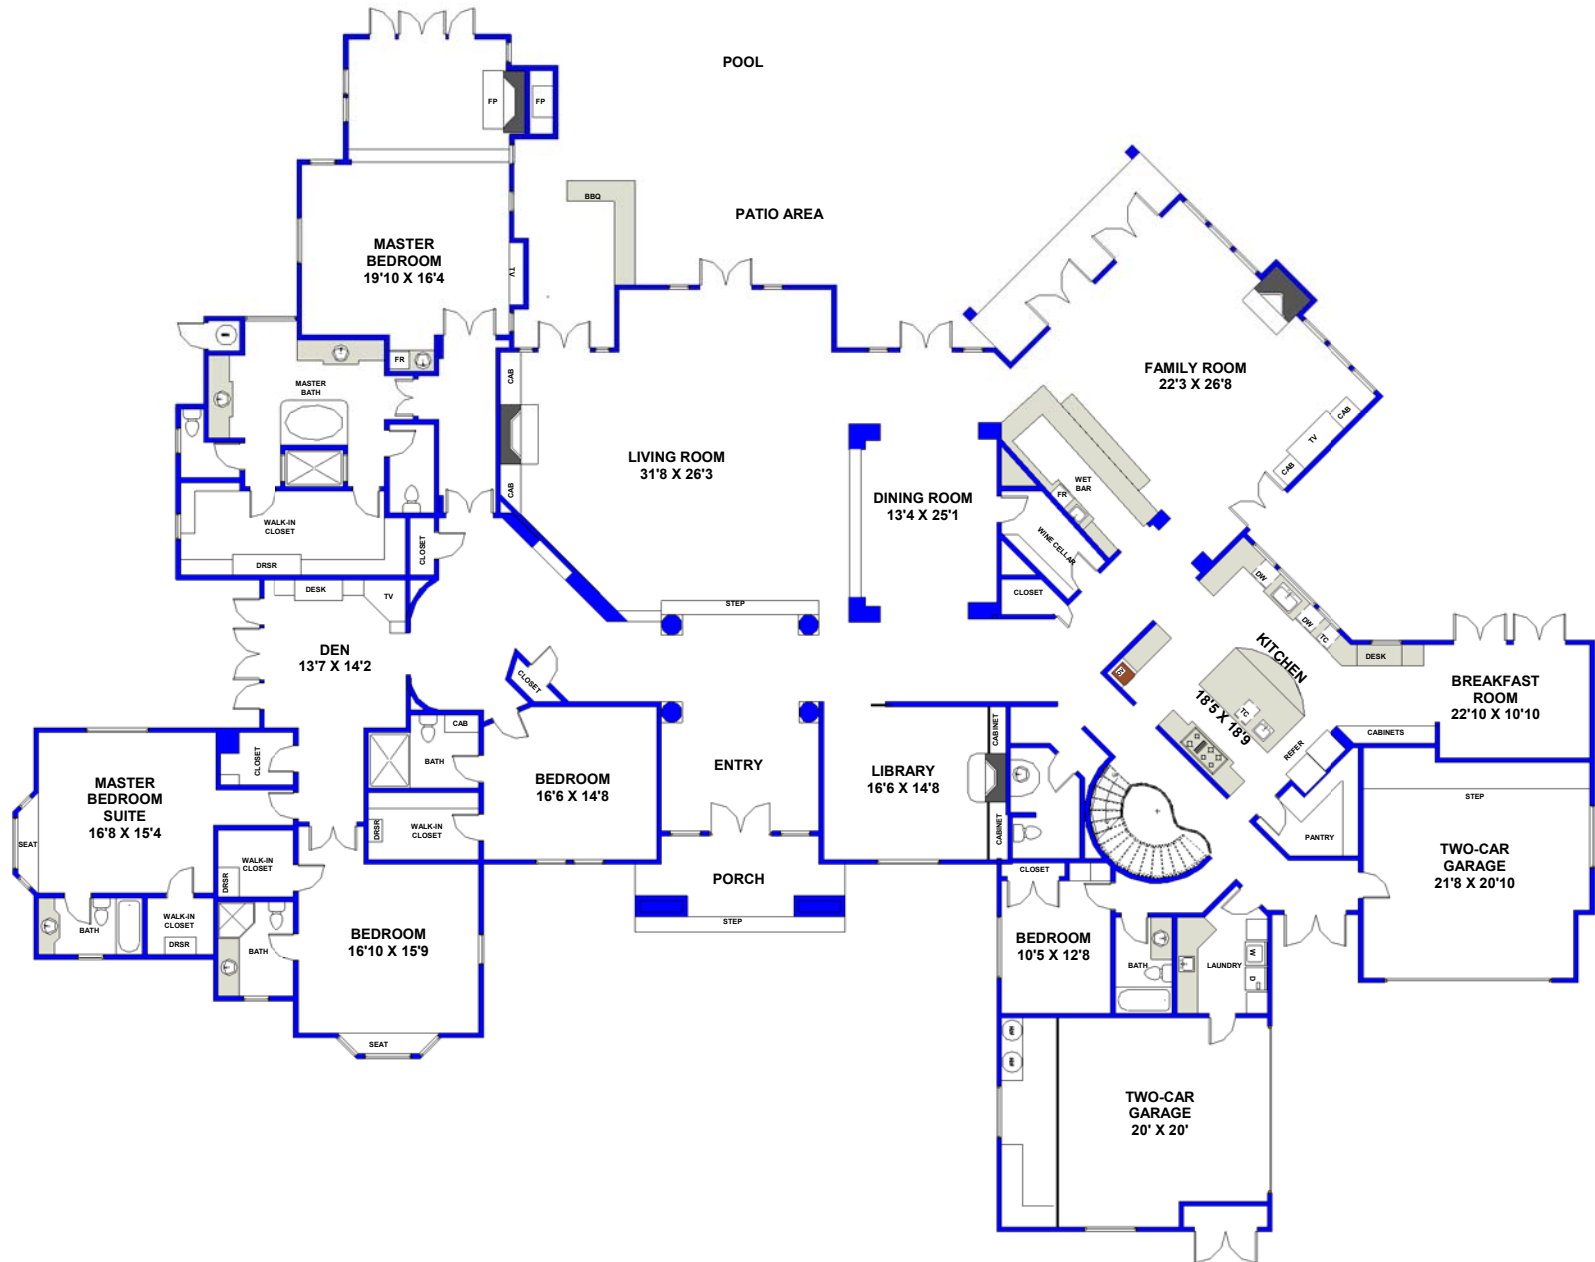 POOL
FP
FP
BBQ
PATIO AREA
MASTER
BEDROOM
19'10 X 16'4
TV
FR
MASTER
BATH
CAB
CAB
LIVING ROOM
31'8 X 26'3
DINING ROOM
13'4 X 25'1
FAMILY ROOM
22'3 X 26'8
CAB
TV
CAB
WET
BAR
FR
WINE CELLAR
CLOSET
WALK-IN
CLOSET
DRSR
CLOSET
DESK
TV
DEN
13'7 X 14'2
STEP
CLOSET
DW
DW
TC
KITCHEN
18'5 X 18'9
TC
REFER
DESK
CABINETS
BREAKFAST
ROOM
22'10 X 10'10
CLOSET
CAB
BATH
MASTER
BEDROOM
SUITE
16'8 X 15'4
SEAT
BEDROOM
16'6 X 14'8
ENTRY
LIBRARY
16'6 X 14'8
CABINET
CABINET
DRSR
WALK-IN
CLOSET
WALK-IN
CLOSET
DRSR
PANTRY
STEP
TWO-CAR
GARAGE
21'8 X 20'10
PORCH
STEP
CLOSET
BATH
WALK-IN
CLOSET
DRSR
BATH
BEDROOM
16'10 X 15'9
SEAT
BEDROOM
10'5 X 12'8
BATH
LAUNDRY
W
D
TWO-CAR
GARAGE
20' X 20'